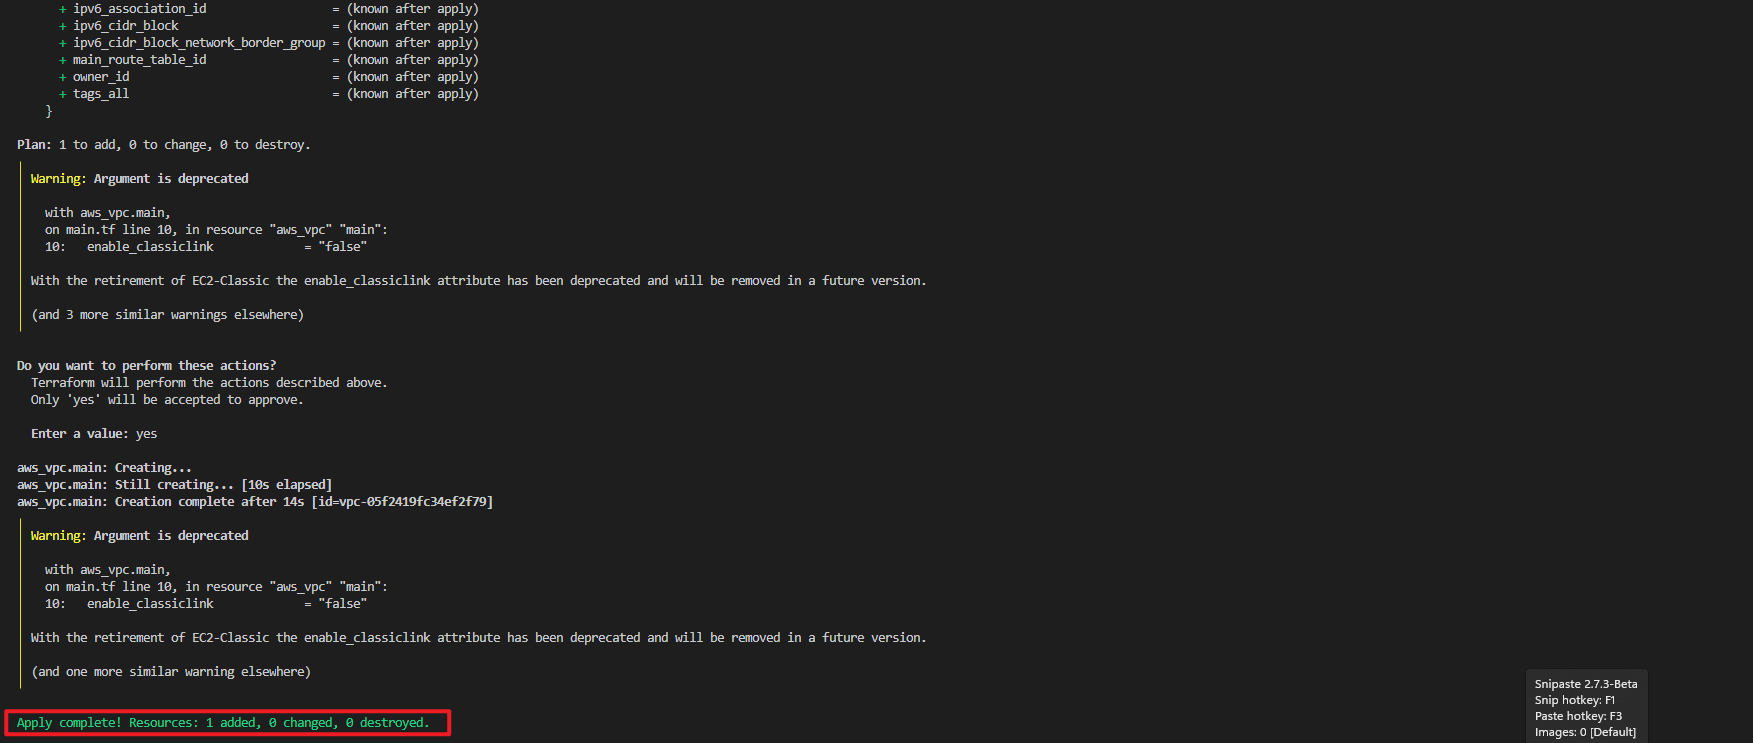 + ipv6_association_id = (known after apply)
+ ipv6_cidr_block = (known after apply)
+ ipv6_cidr_block_network_border_group = (known after apply)
+ main_route_table_id = (known after apply)
+ owner_id = (known after apply)
+ tags_all = (known after apply)
}
Plan: 1 to add, 0 to change, 0 to destroy.
Warning: Argument is deprecated
with aws_vpc.main,
on main.tf line 10, in resource "aws_vpc" "main":
10: enable_classiclink = "false"
With the retirement of EC2-Classic the enable_classiclink attribute has been deprecated and will be removed in a future version.
(and 3 more similar warnings elsewhere)
Do you want to perform these actions?
Terraform will perform the actions described above.
Only 'yes' will be accepted to approve.
Enter a value: yes
aws_vpc.main: Creating...
aws_vpc.main: Still creating... [10s elapsed]
aws_vpc.main: Creation complete after 14s [id=vpc-05f2419fc34ef2f79]
Warning: Argument is deprecated
with aws_vpc.main,
on main.tf line 10, in resource "aws_vpc" "main":
10: enable_classiclink = "false"
With the retirement of EC2-Classic the enable_classiclink attribute has been deprecated and will be removed in a future version.
(and one more similar warning elsewhere)
Apply complete! Resources: 1 added, 0 changed, 0 destroyed.
Snipaste 2.7.3-Beta
Snip hotkey: F1
Paste hotkey: F3
Images: 0 [Default]